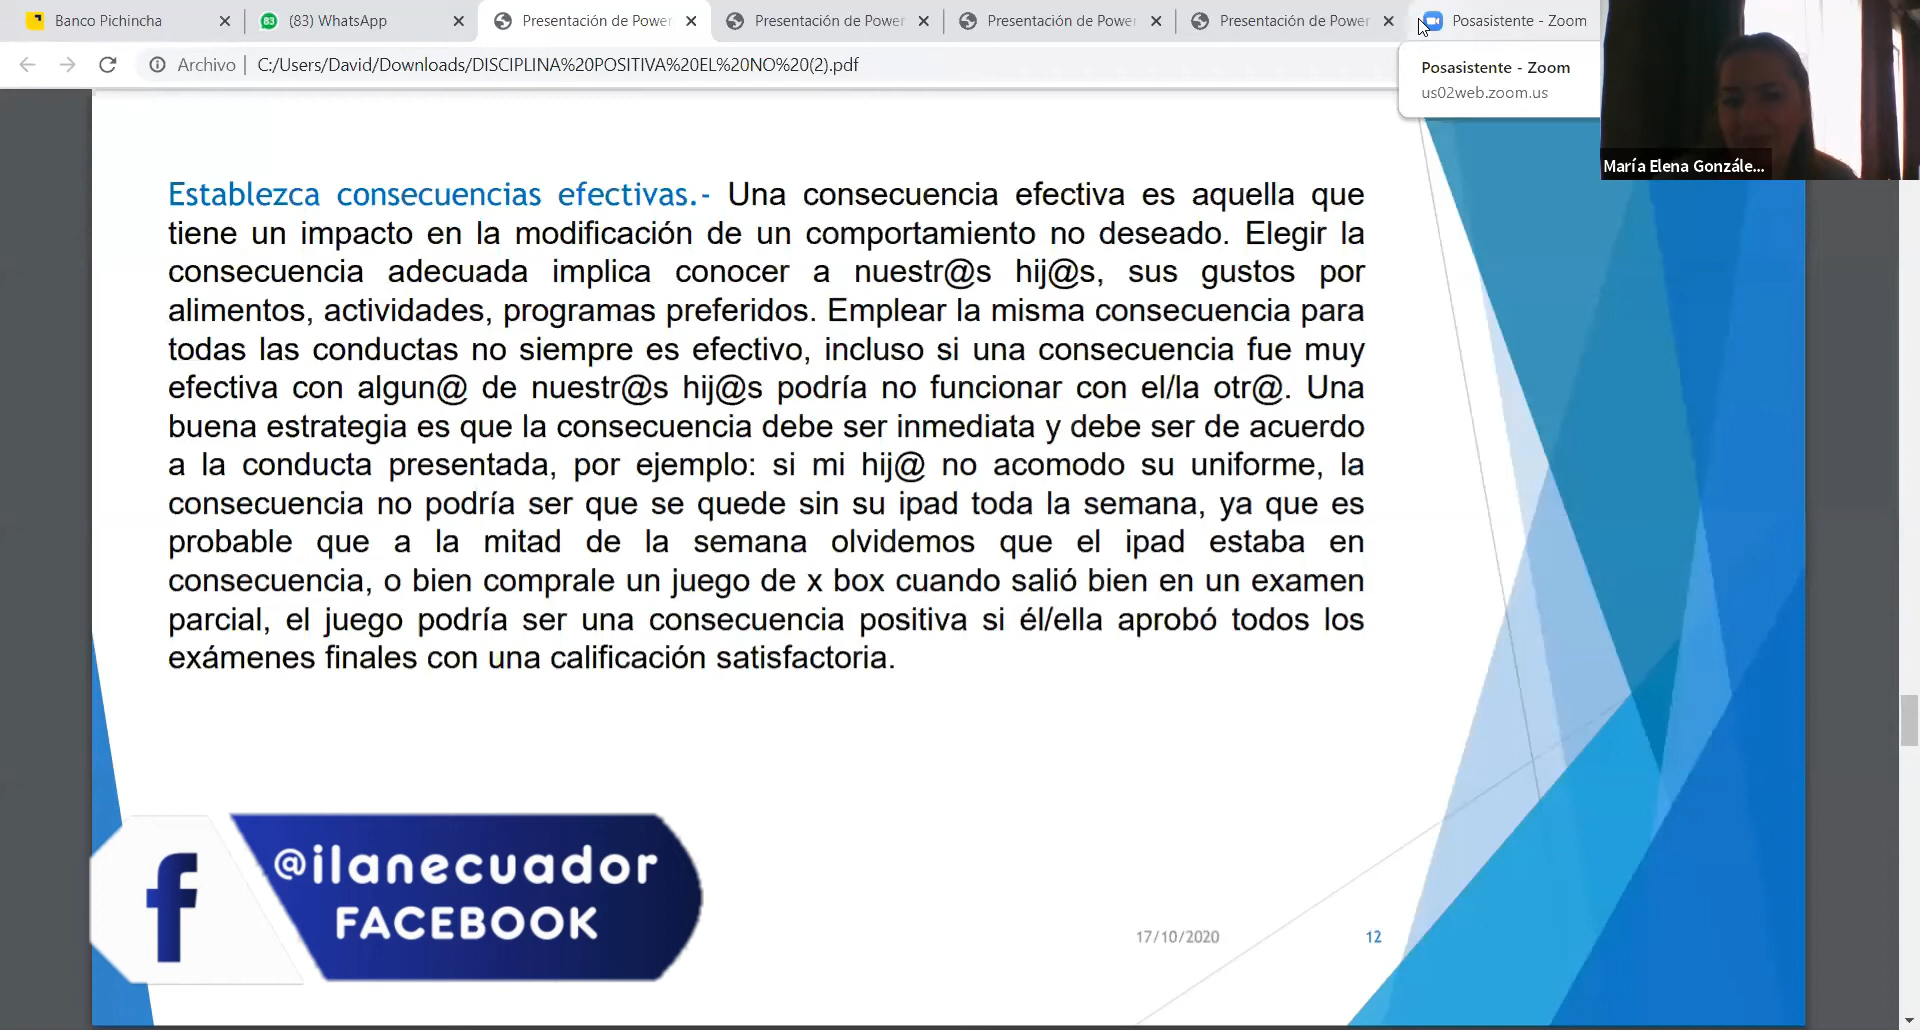 Banco Pichincha
(83) WhatsApp
Presentación de Power
Presentación de Power
Presentación de Power
Presentación de Power
Posasistente - Zoom
Archivo
C:/Users/David/Downloads/DISCIPLINA%20POSITIVA%20EL%20NO%20(2).pdf
Posasistente - Zoom
us02web.zoom.us
María Elena Gonzále...
Establezca consecuencias efectivas.- Una consecuencia efectiva es aquella que
tiene un impacto en la modificación de un comportamiento no deseado. Elegir la
consecuencia adecuada implica conocer a nuestr@s hij@s, sus gustos por
alimentos, actividades, programas preferidos. Emplear la misma consecuencia para
todas las conductas no siempre es efectivo, incluso si una consecuencia fue muy
efectiva con algun@ de nuestr@s hij@s podría no funcionar con el/la otr@. Una
buena estrategia es que la consecuencia debe ser inmediata y debe ser de acuerdo
a la conducta presentada, por ejemplo: si mi hij@ no acomodo su uniforme, la
consecuencia no podría ser que se quede sin su ipad toda la semana, ya que es
probable que a la mitad de la semana olvidemos que el ipad estaba en
consecuencia, o bien comprale un juego de x box cuando salió bien en un examen
parcial, el juego podría ser una consecuencia positiva si él/ella aprobó todos los
exámenes finales con una calificación satisfactoria.
@ilanecuador
FACEBOOK
17/10/2020
12